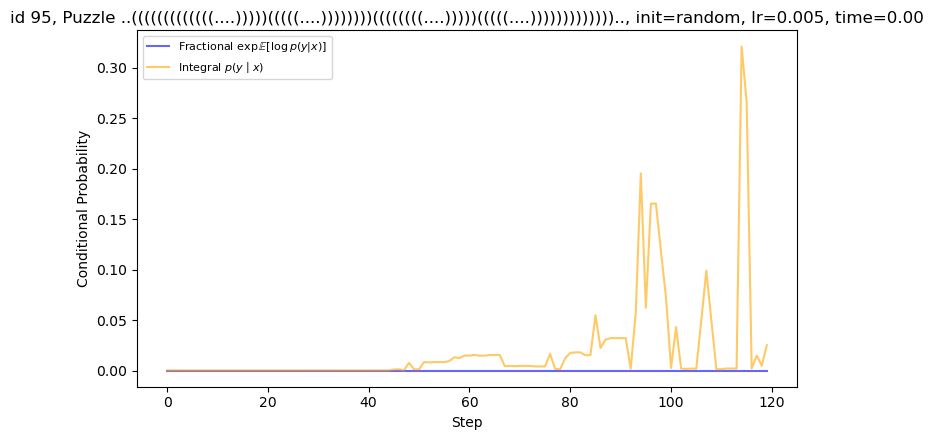 id 95, Puzzle ..(((((((((((((....)))))(((((....))))))))((((((((....)))))(((((....))))))))))))).., init=random, lr=0.005, time=0.00
Fractional exp𝔼[log p(y|x)]
Integral p(y | x)
Conditional Probability
0.30
0.25
0.20
0.15
0.10
0.05
0.00
0 20 40 60 80 100 120
Step